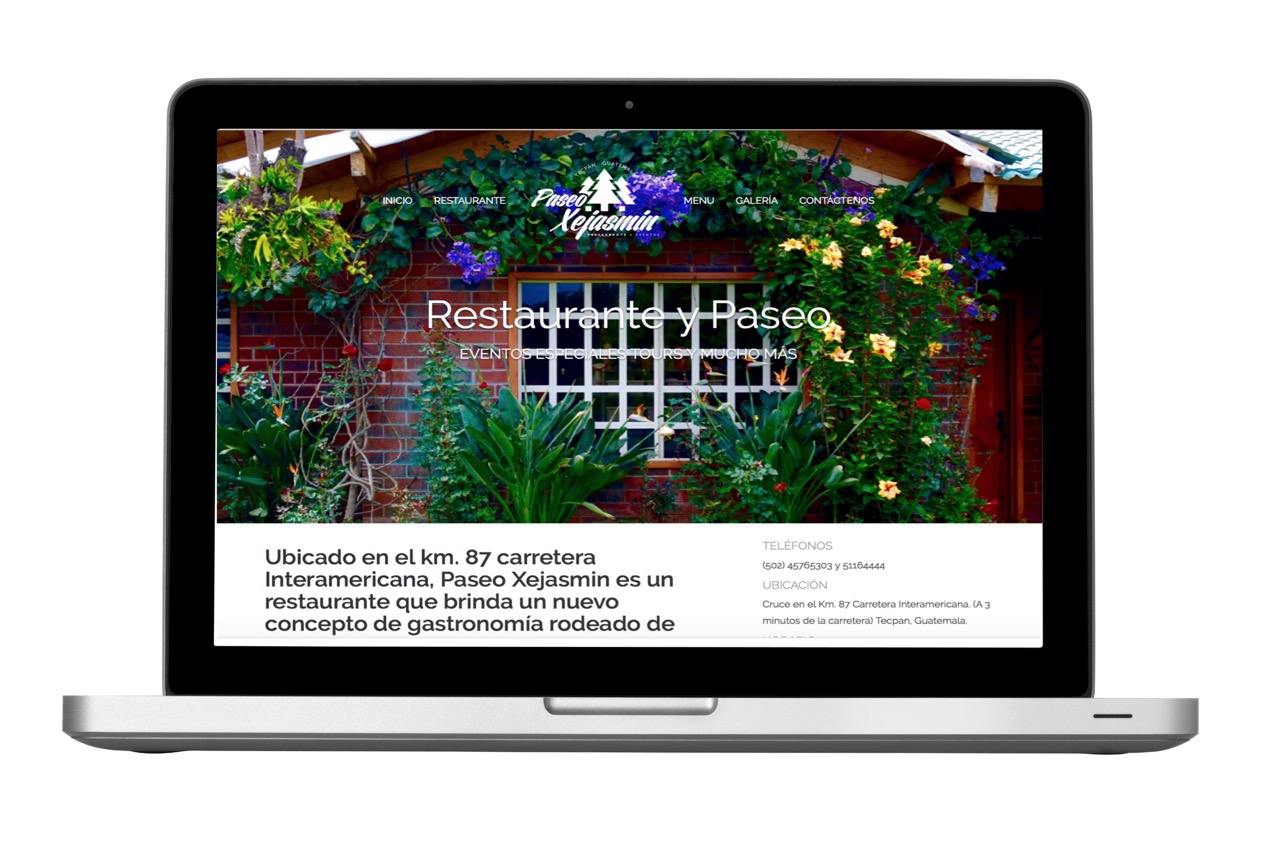 TECPÁN, GUATEMALA
INICIO RESTAURANTE Paseo Xejasmin MENU GALERÍA CONTÁCTENOS
RESTAURANTE Y EVENTOS
Restaurante y Paseo
EVENTOS ESPECIALES TOURS Y MUCHO MÁS
Ubicado en el km. 87 carretera
Interamericana, Paseo Xejasmin es un
restaurante que brinda un nuevo
concepto de gastronomía rodeado de
TELÉFONOS
(502) 45765303 y 51164444
UBICACIÓN
Cruce en el Km. 87 Carretera Interamericana. (A 3
minutos de la carretera) Tecpan, Guatemala.